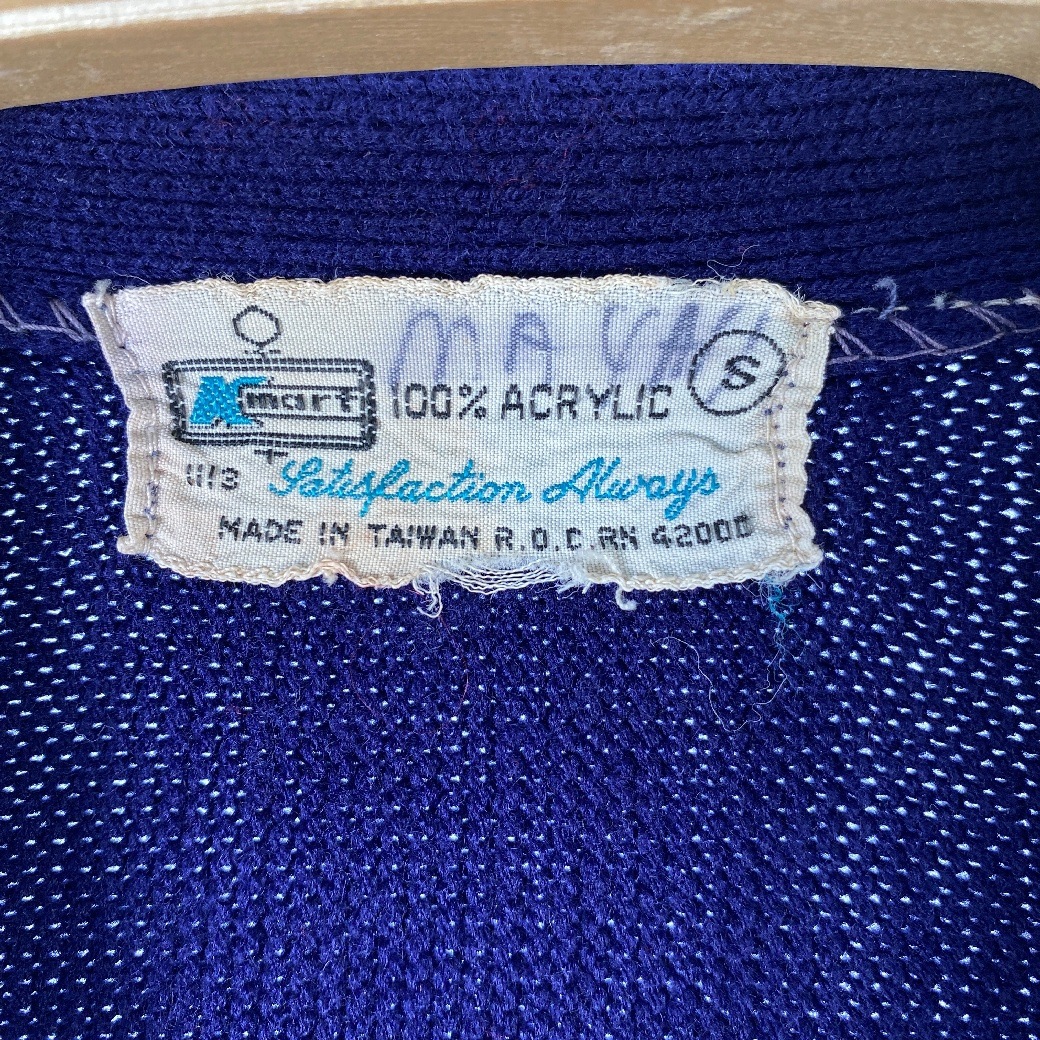 Kmart
100% ACRYLIC S
Satisfaction Always
MADE IN TAIWAN R.O.C RN 42000